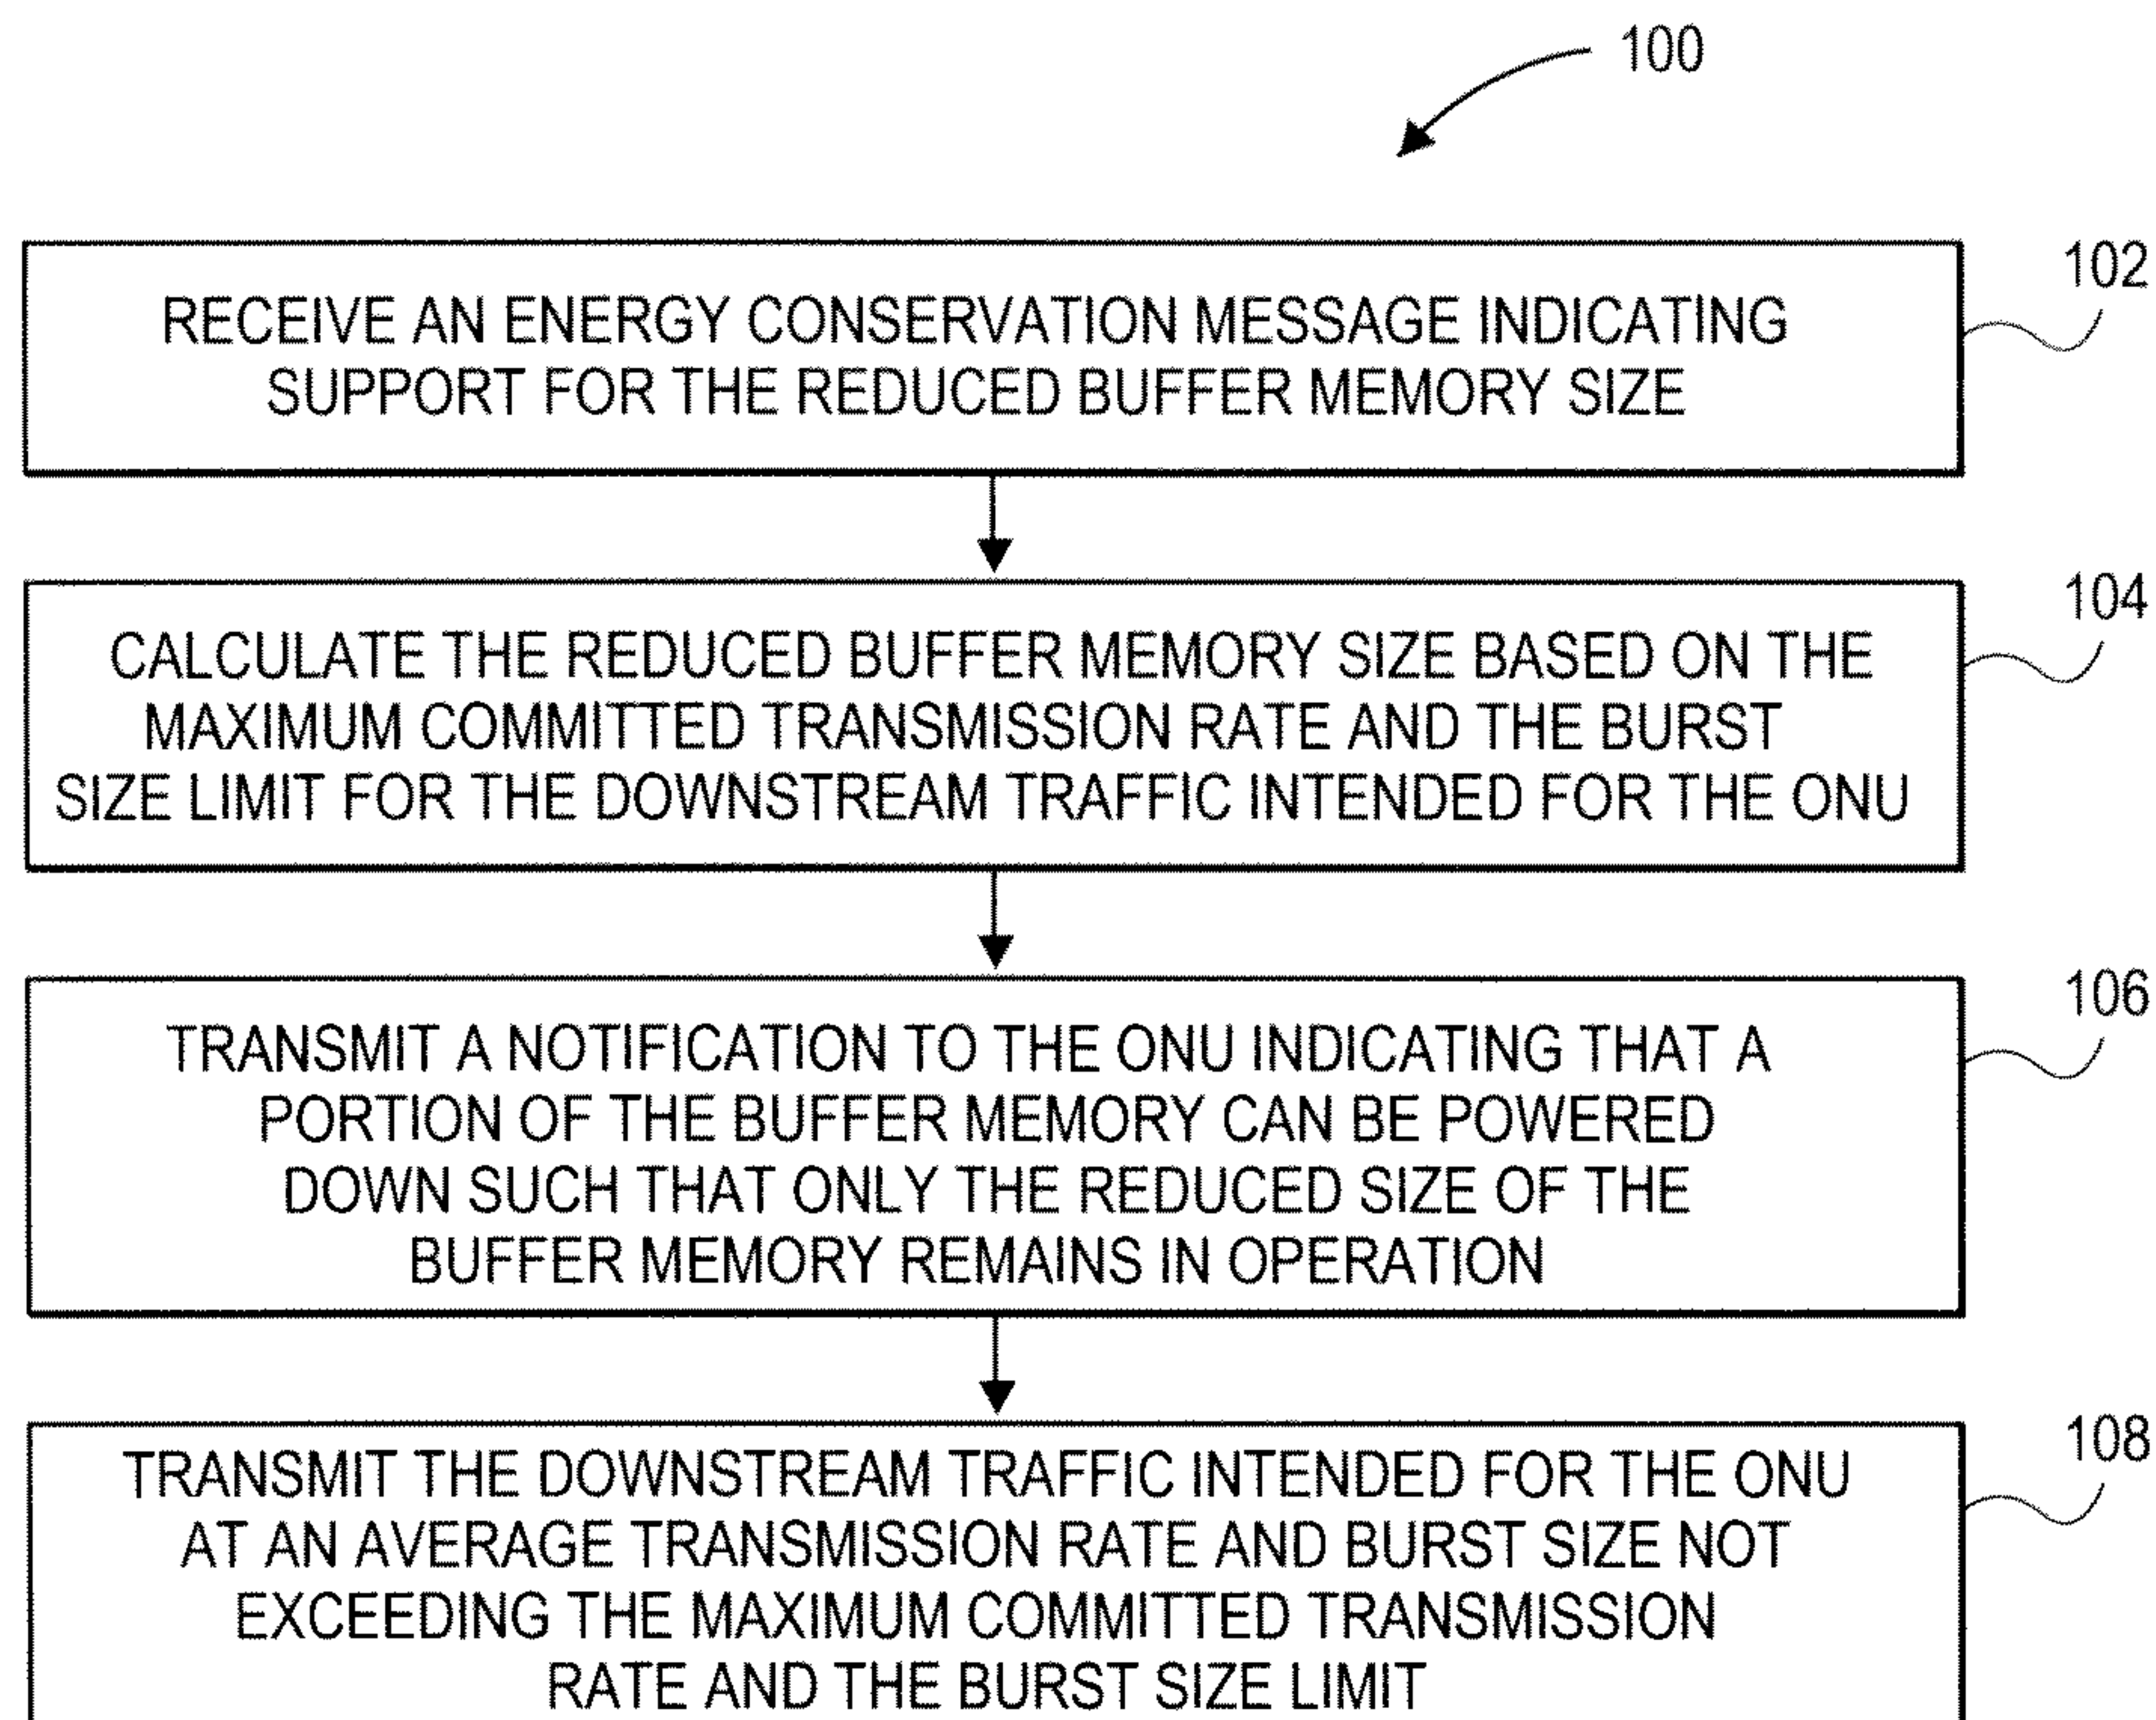 100
RECEIVE AN ENERGY CONSERVATION MESSAGE INDICATING
SUPPORT FOR THE REDUCED BUFFER MEMORY SIZE
102
CALCULATE THE REDUCED BUFFER MEMORY SIZE BASED ON THE
MAXIMUM COMMITTED TRANSMISSION RATE AND THE BURST
SIZE LIMIT FOR THE DOWNSTREAM TRAFFIC INTENDED FOR THE ONU
104
TRANSMIT A NOTIFICATION TO THE ONU INDICATING THAT A
PORTION OF THE BUFFER MEMORY CAN BE POWERED
DOWN SUCH THAT ONLY THE REDUCED SIZE OF THE
BUFFER MEMORY REMAINS IN OPERATION
106
TRANSMIT THE DOWNSTREAM TRAFFIC INTENDED FOR THE ONU
AT AN AVERAGE TRANSMISSION RATE AND BURST SIZE NOT
EXCEEDING THE MAXIMUM COMMITTED TRANSMISSION
RATE AND THE BURST SIZE LIMIT
108